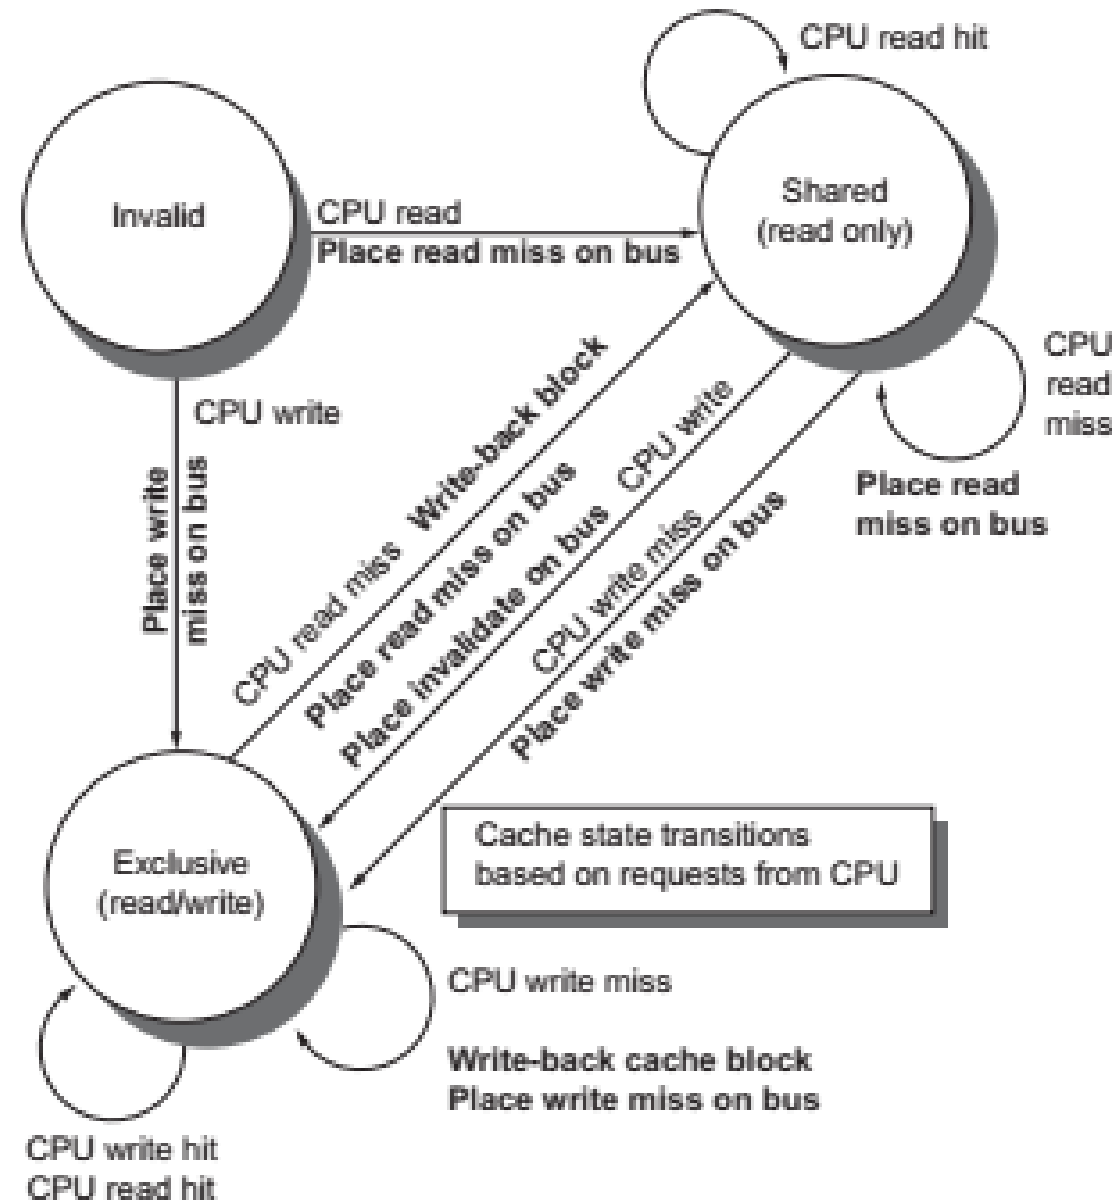 CPU read hit
Invalid
Shared
(read only)
CPU read
Place read miss on bus
CPU
read
miss
Place read
miss on bus
CPU write
Place write
miss on bus
CPU read miss Write-back block
Place read miss on bus
Place invalidate on bus CPU write
CPU write miss
Place write miss on bus
Cache state transitions
based on requests from CPU
Exclusive
(read/write)
CPU write miss
Write-back cache block
Place write miss on bus
CPU write hit
CPU read hit